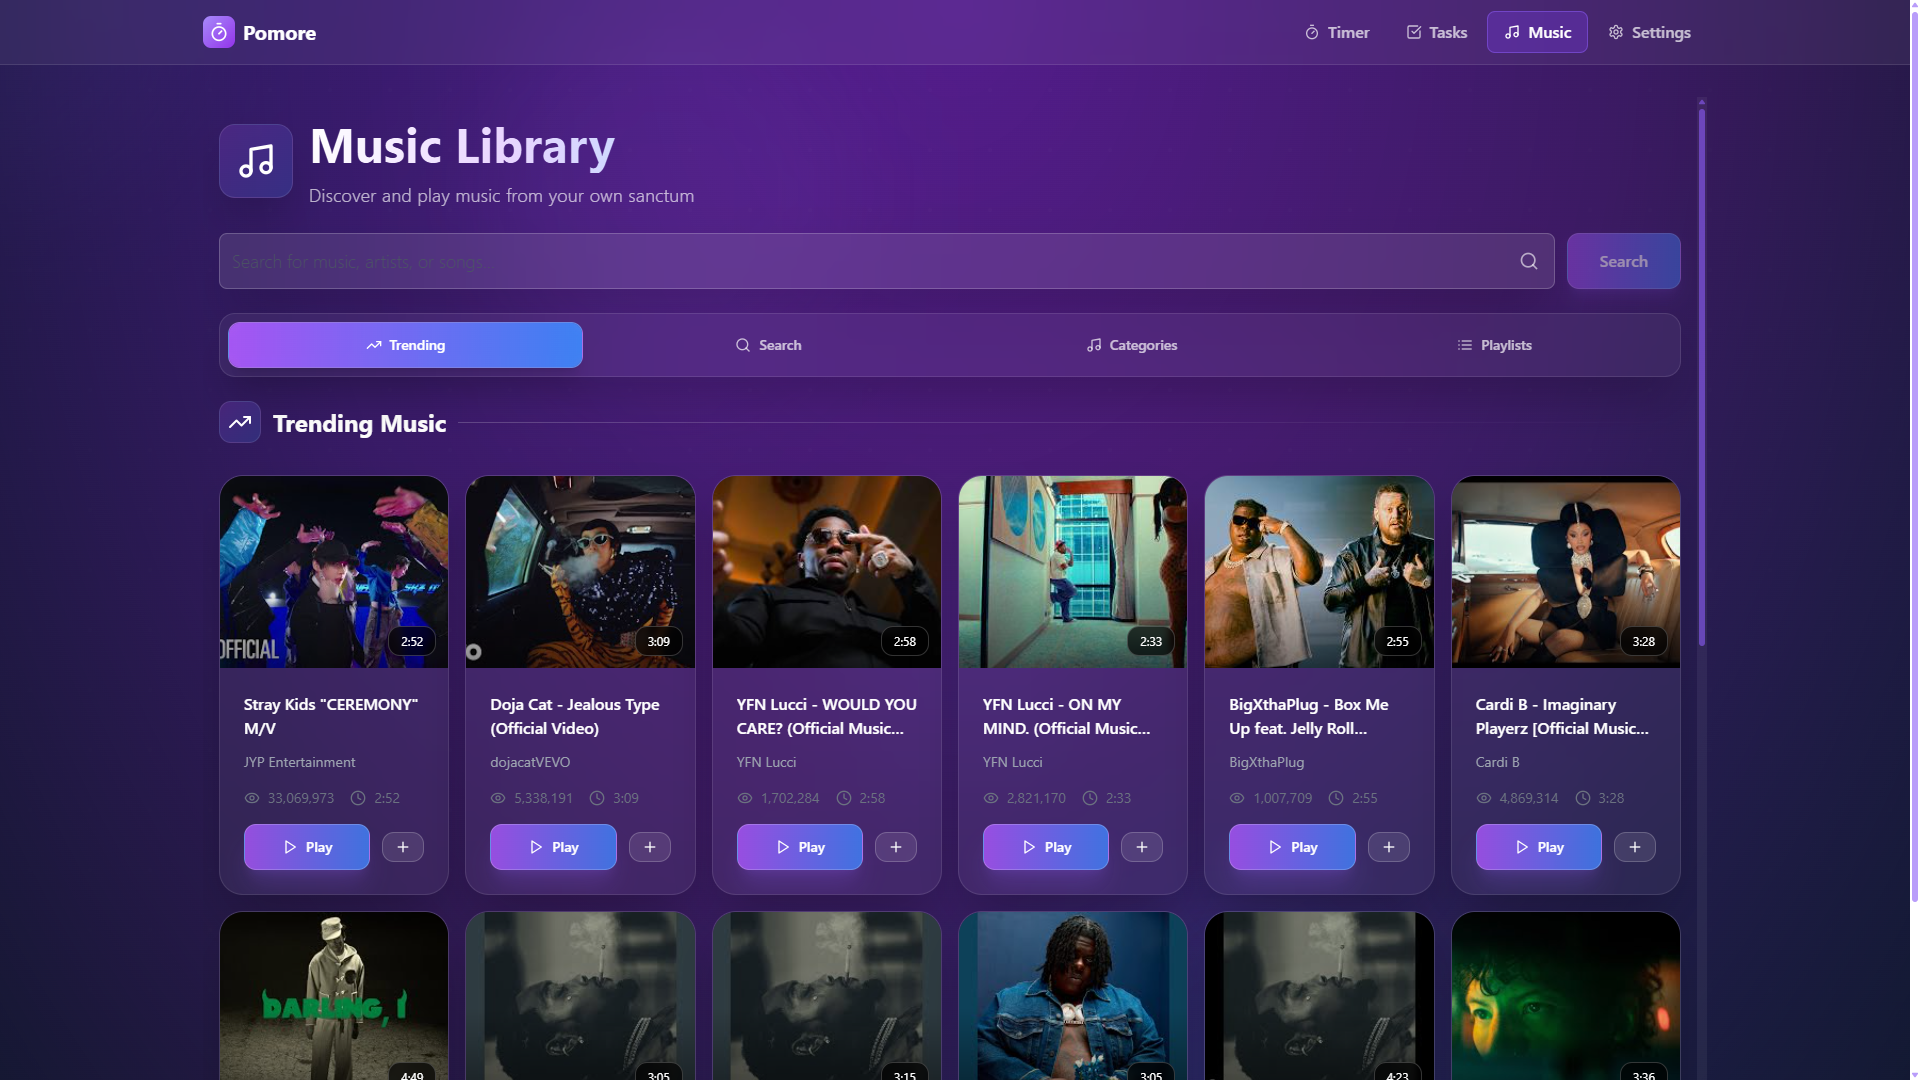 Pomore
Timer
Tasks
Music
Settings
Music Library
Discover and play music from your own sanctum
Search for music, artists, or songs...
Search
Trending
Search
Categories
Playlists
Trending Music
OFFICIAL
2:52
3:09
2:58
2:33
2:55
3:28
Stray Kids "CEREMONY"
M/V
JYP Entertainment
33,069,973 2:52
Play
Doja Cat - Jealous Type
(Official Video)
dojacatVEVO
5,338,191 3:09
Play
YFN Lucci - WOULD YOU
CARE? (Official Music...
YFN Lucci
1,702,284 2:58
Play
YFN Lucci - ON MY
MIND. (Official Music...
YFN Lucci
2,821,170 2:33
Play
BigXthaPlug - Box Me
Up feat. Jelly Roll...
BigXthaPlug
1,007,709 2:55
Play
Cardi B - Imaginary
Playerz [Official Music...
Cardi B
4,869,314 3:28
Play
DARLING, I
4:49
3:05
3:15
3:05
4:23
3:36